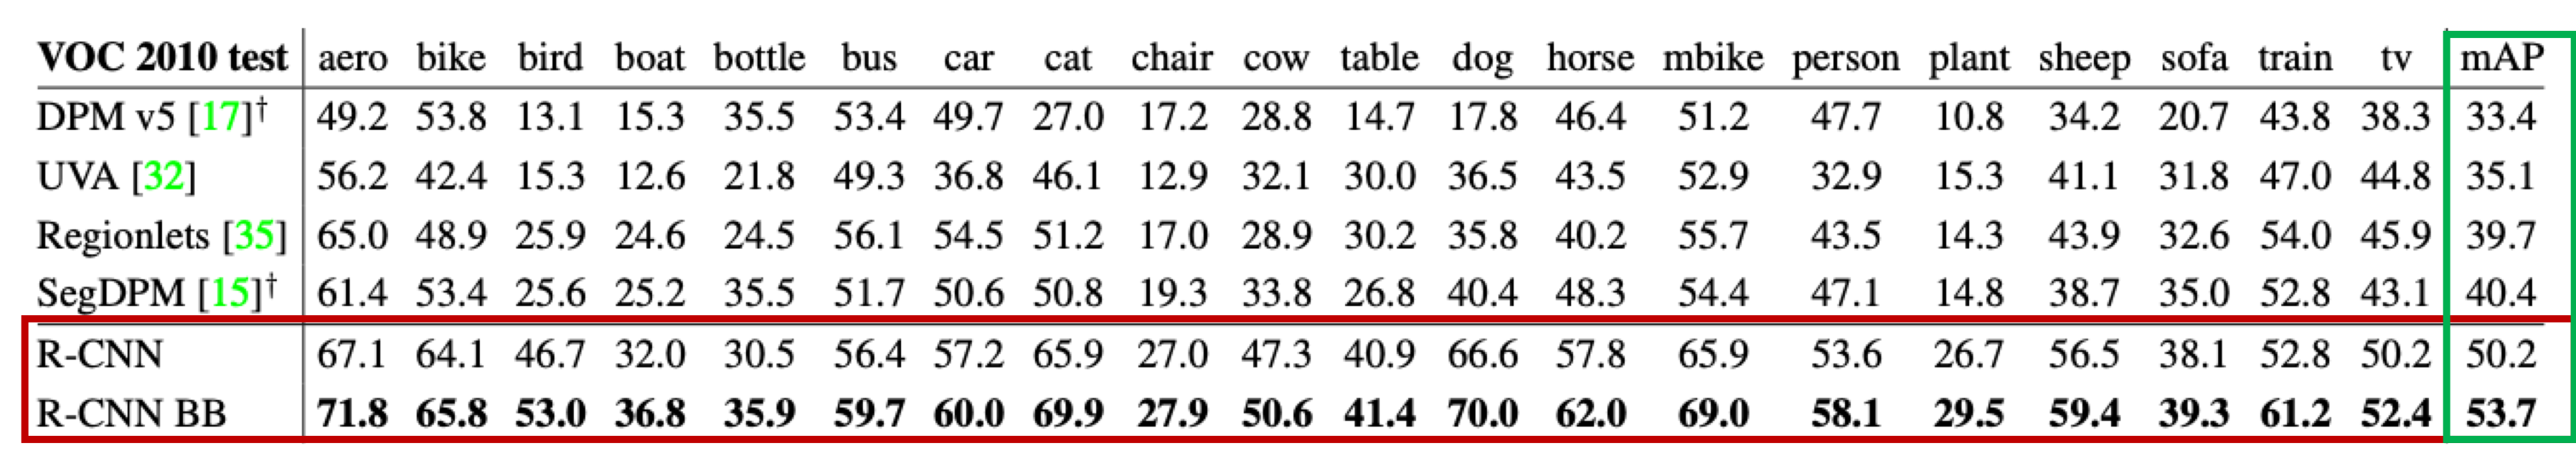 VOC 2010 test aero bike bird boat bottle bus car cat chair cow table dog horse mbike person plant sheep sofa train tv mAP
DPM v5 [17]† 49.2 53.8 13.1 15.3 35.5 53.4 49.7 27.0 17.2 28.8 14.7 17.8 46.4 51.2 47.7 10.8 34.2 20.7 43.8 38.3 33.4
UVA [32] 56.2 42.4 15.3 12.6 21.8 49.3 36.8 46.1 12.9 32.1 30.0 36.5 43.5 52.9 32.9 15.3 41.1 31.8 47.0 44.8 35.1
Regionlets [35] 65.0 48.9 25.9 24.6 24.5 56.1 54.5 51.2 17.0 28.9 30.2 35.8 40.2 55.7 43.5 14.3 43.9 32.6 54.0 45.9 39.7
SegDPM [15]† 61.4 53.4 25.6 25.2 35.5 51.7 50.6 50.8 19.3 33.8 26.8 40.4 48.3 54.4 47.1 14.8 38.7 35.0 52.8 43.1 40.4
R-CNN 67.1 64.1 46.7 32.0 30.5 56.4 57.2 65.9 27.0 47.3 40.9 66.6 57.8 65.9 53.6 26.7 56.5 38.1 52.8 50.2 50.2
R-CNN BB 71.8 65.8 53.0 36.8 35.9 59.7 60.0 69.9 27.9 50.6 41.4 70.0 62.0 69.0 58.1 29.5 59.4 39.3 61.2 52.4 53.7